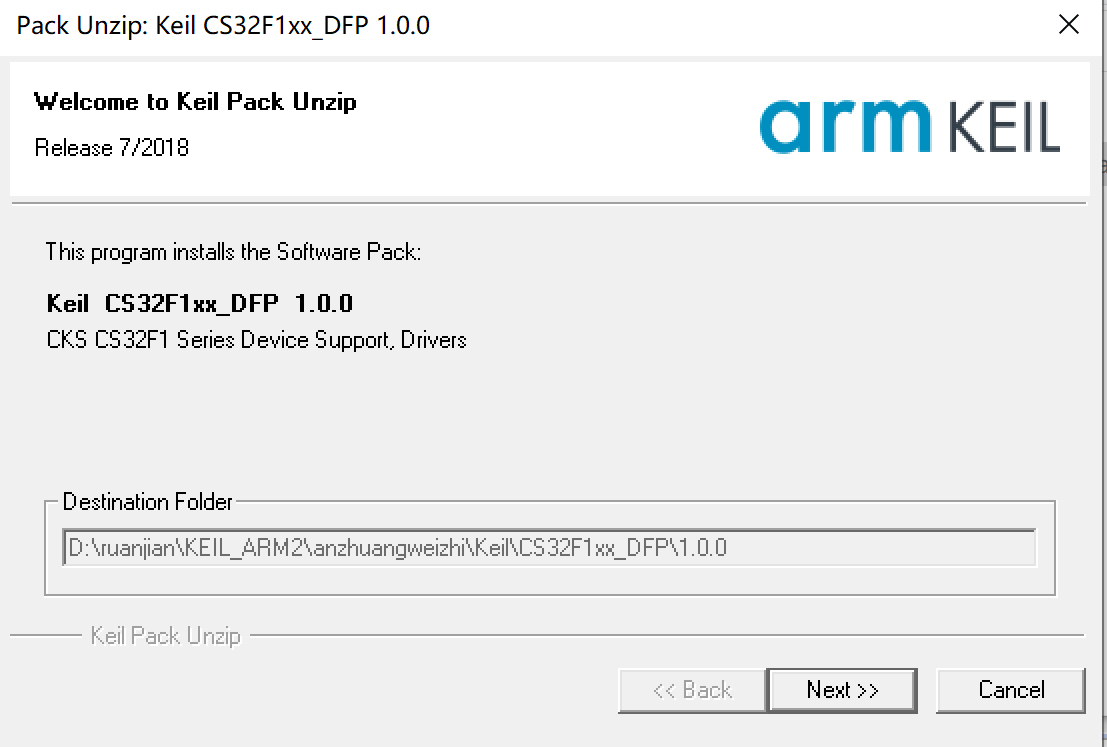 Pack Unzip: Keil CS32F1xx_DFP 1.0.0
Welcome to Keil Pack Unzip
Release 7/2018
arm KEIL
This program installs the Software Pack:
Keil CS32F1xx_DFP 1.0.0
CKS CS32F1 Series Device Support, Drivers
Destination Folder
D:\ruanjian\KEIL_ARM2\anzhuangweizhi\Keil\CS32F1xx_DFP\1.0.0
Keil Pack Unzip
<< Back
Next >>
Cancel